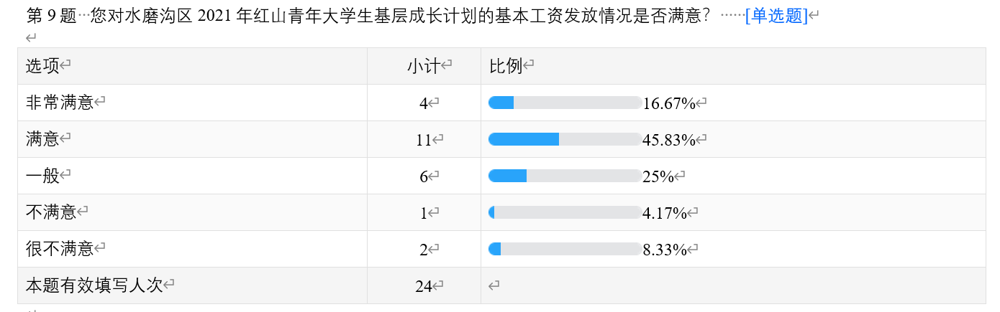 第 9 题 您对水磨沟区 2021 年红山青年大学生基层成长计划的基本工资发放情况是否满意? [单选题]
选项 小计 比例
非常满意 4 16.67%
满意 11 45.83%
一般 6 25%
不满意 1 4.17%
很不满意 2 8.33%
本题有效填写人次 24